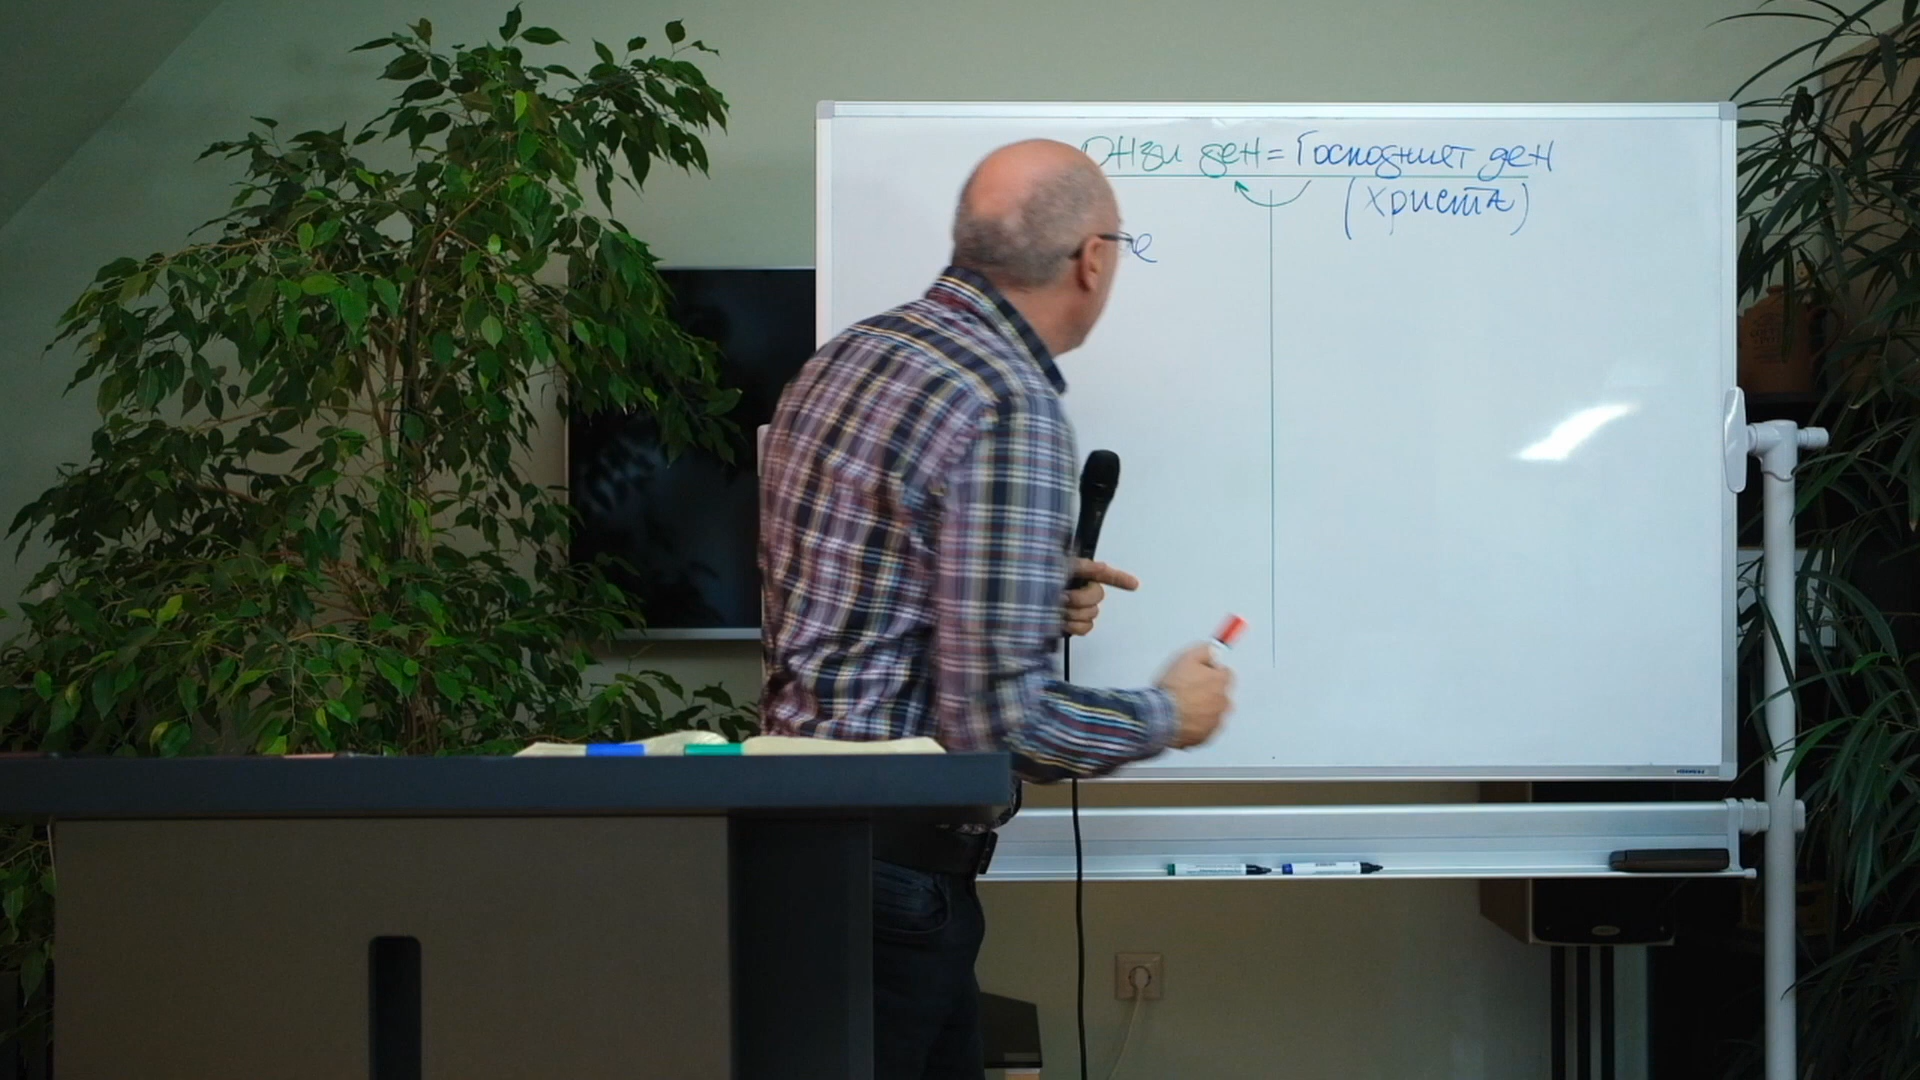 Онзи ден = Господният ден
(Христа)